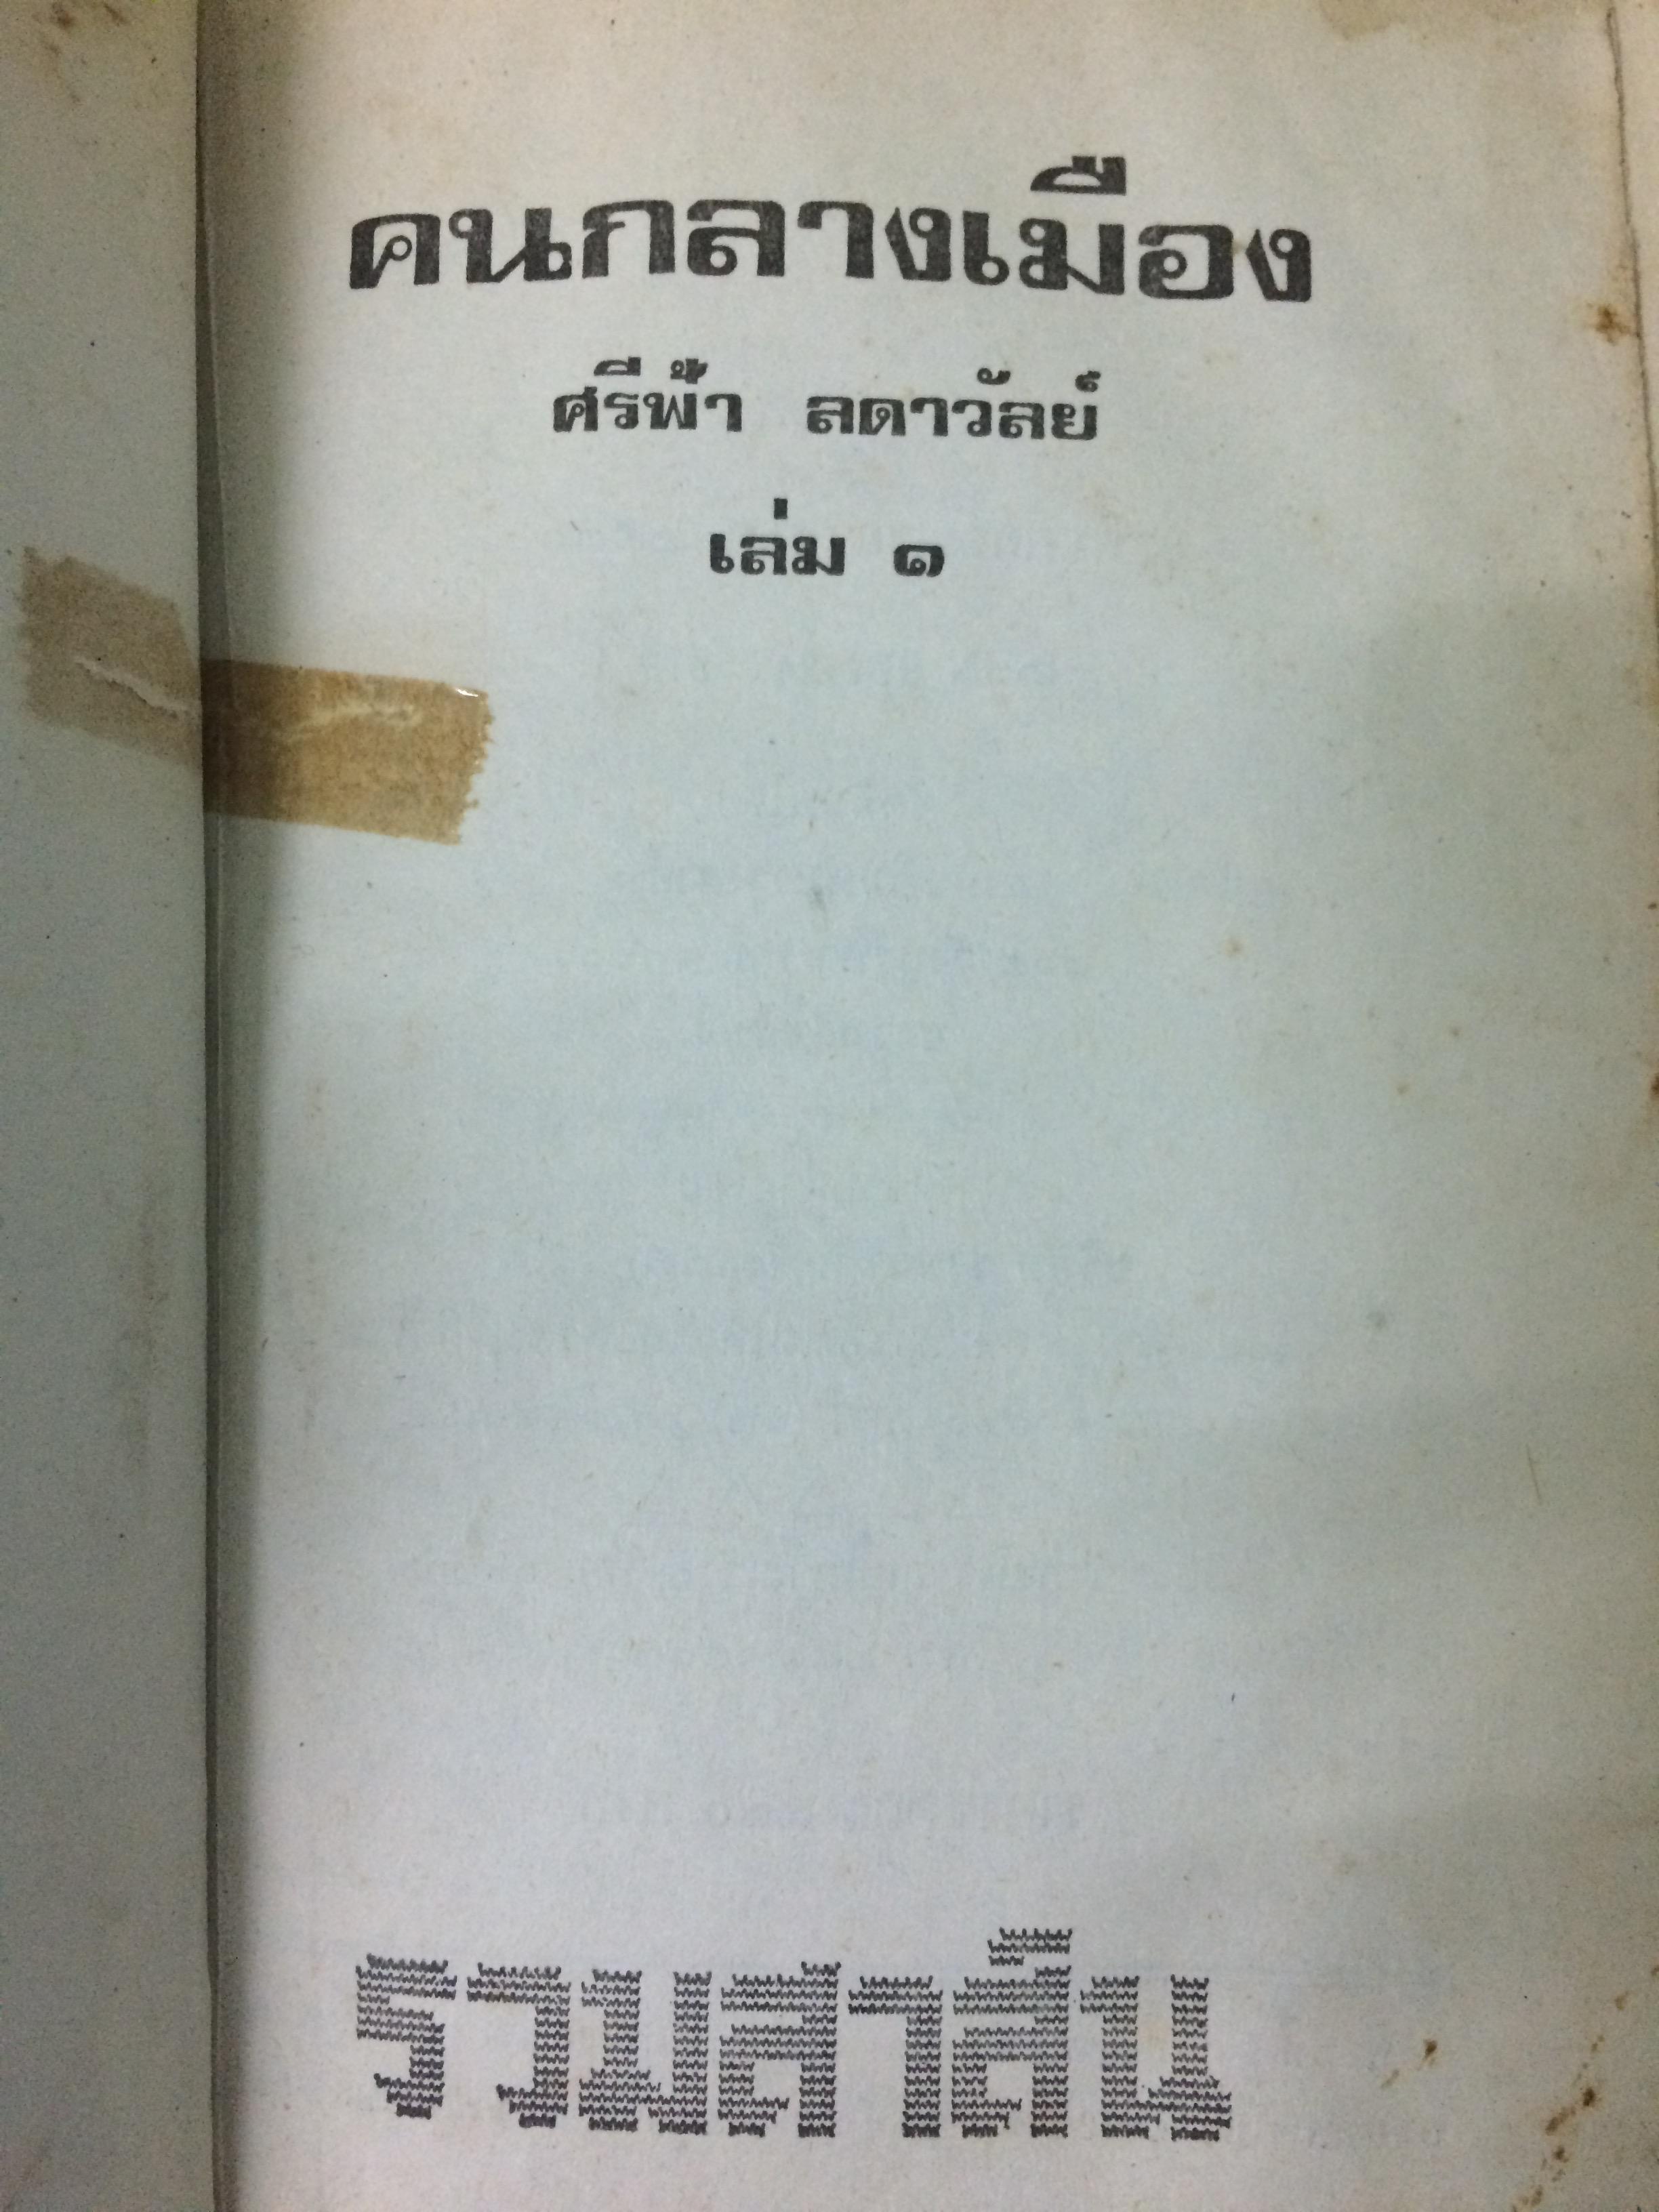 คนกลางเมือง
ศรีฟ้า ลดาวัลย์
เล่ม ๑
รวมสาส์น